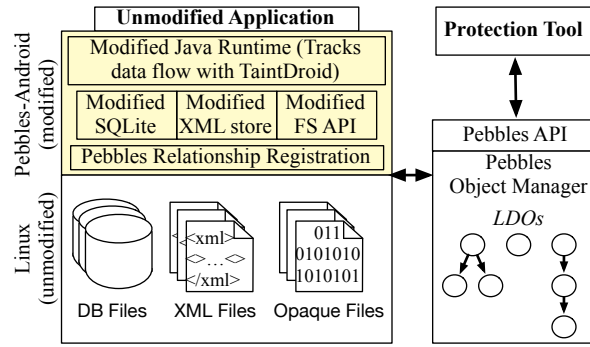 Unmodified Application
Pebbles-Android
(modified)
Modified Java Runtime (Tracks
data flow with TaintDroid)
Modified
SQLite
Modified
XML store
Modified
FS API
Pebbles Relationship Registration
Linux
(unmodified)
DB Files
<xml>
<>…<>
</xml>
XML Files
011
0101010
1010101
Opaque Files
Protection Tool
Pebbles API
Pebbles
Object Manager
LDOs